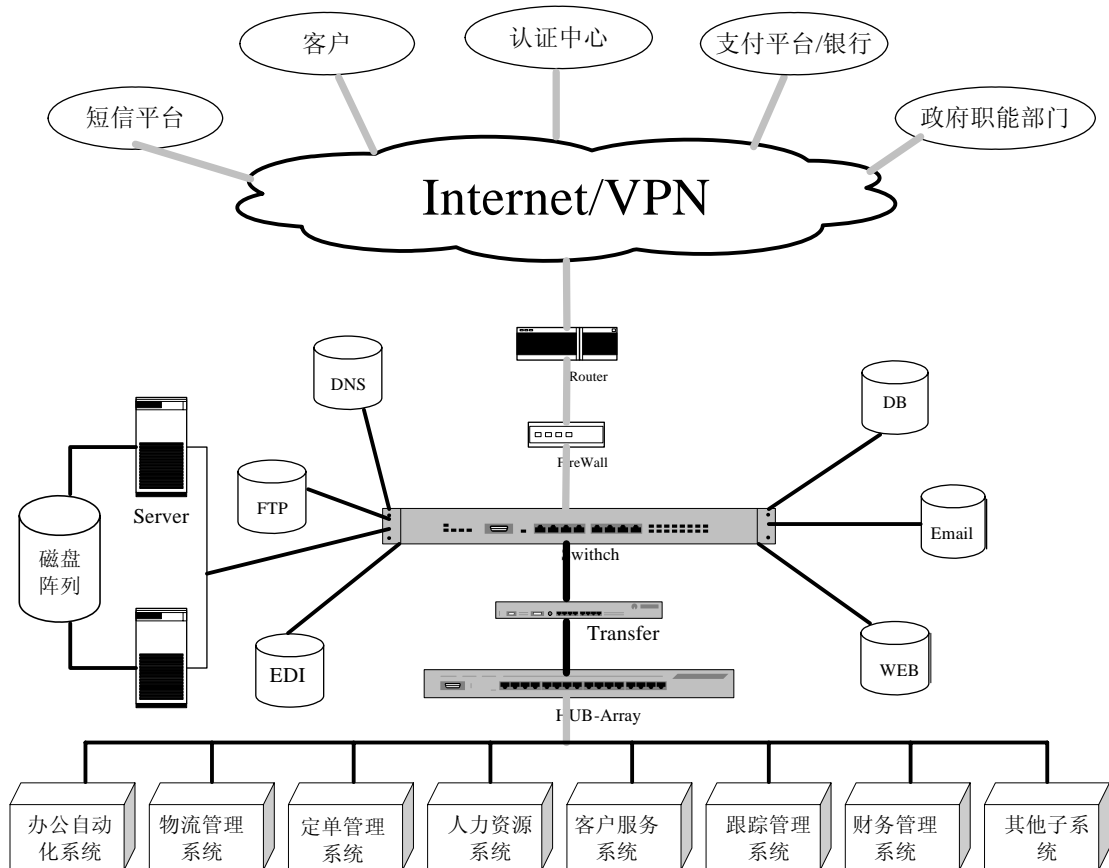 客户
认证中心
支付平台/银行
短信平台
政府职能部门
Internet/VPN
Router
DNS
DB
FireWall
FTP
Server
Email
Swithch
磁盘
阵列
Transfer
EDI
WEB
HUB-Array
办公自动
化系统
物流管理
系统
定单管理
系统
人力资源
系统
客户服务
系统
跟踪管理
系统
财务管理
系统
其他子系
统